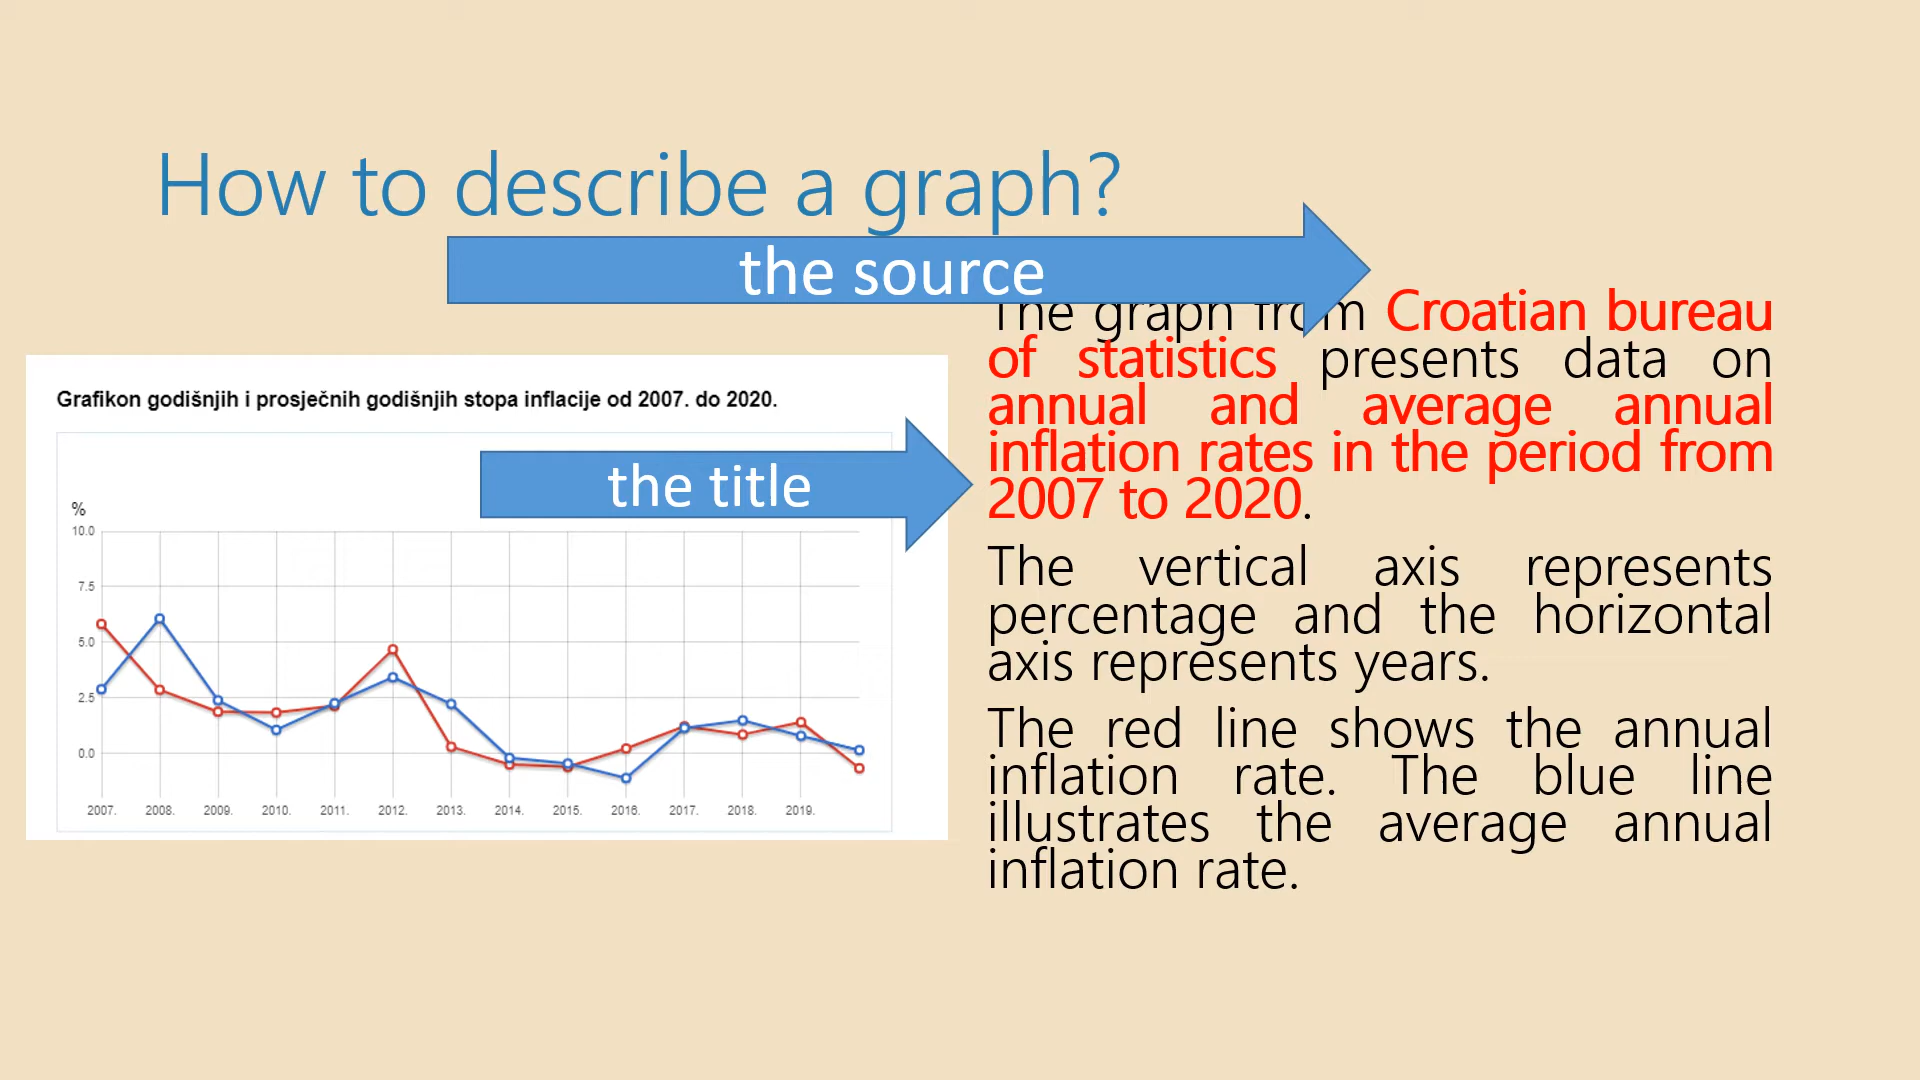 How to describe a graph?
the source
The graph from Croatian bureau
of statistics presents data on
annual and average annual
inflation rates in the period from
2007 to 2020.
The vertical axis represents
percentage and the horizontal
axis represents years.
The red line shows the annual
inflation rate. The blue line
illustrates the average annual
inflation rate.
Grafikon godišnjih i prosječnih godišnjih stopa inflacije od 2007. do 2020.
the title
%
10.0
7.5
5.0
2.5
0.0
2007. 2008. 2009. 2010. 2011. 2012. 2013. 2014. 2015. 2016. 2017. 2018. 2019.